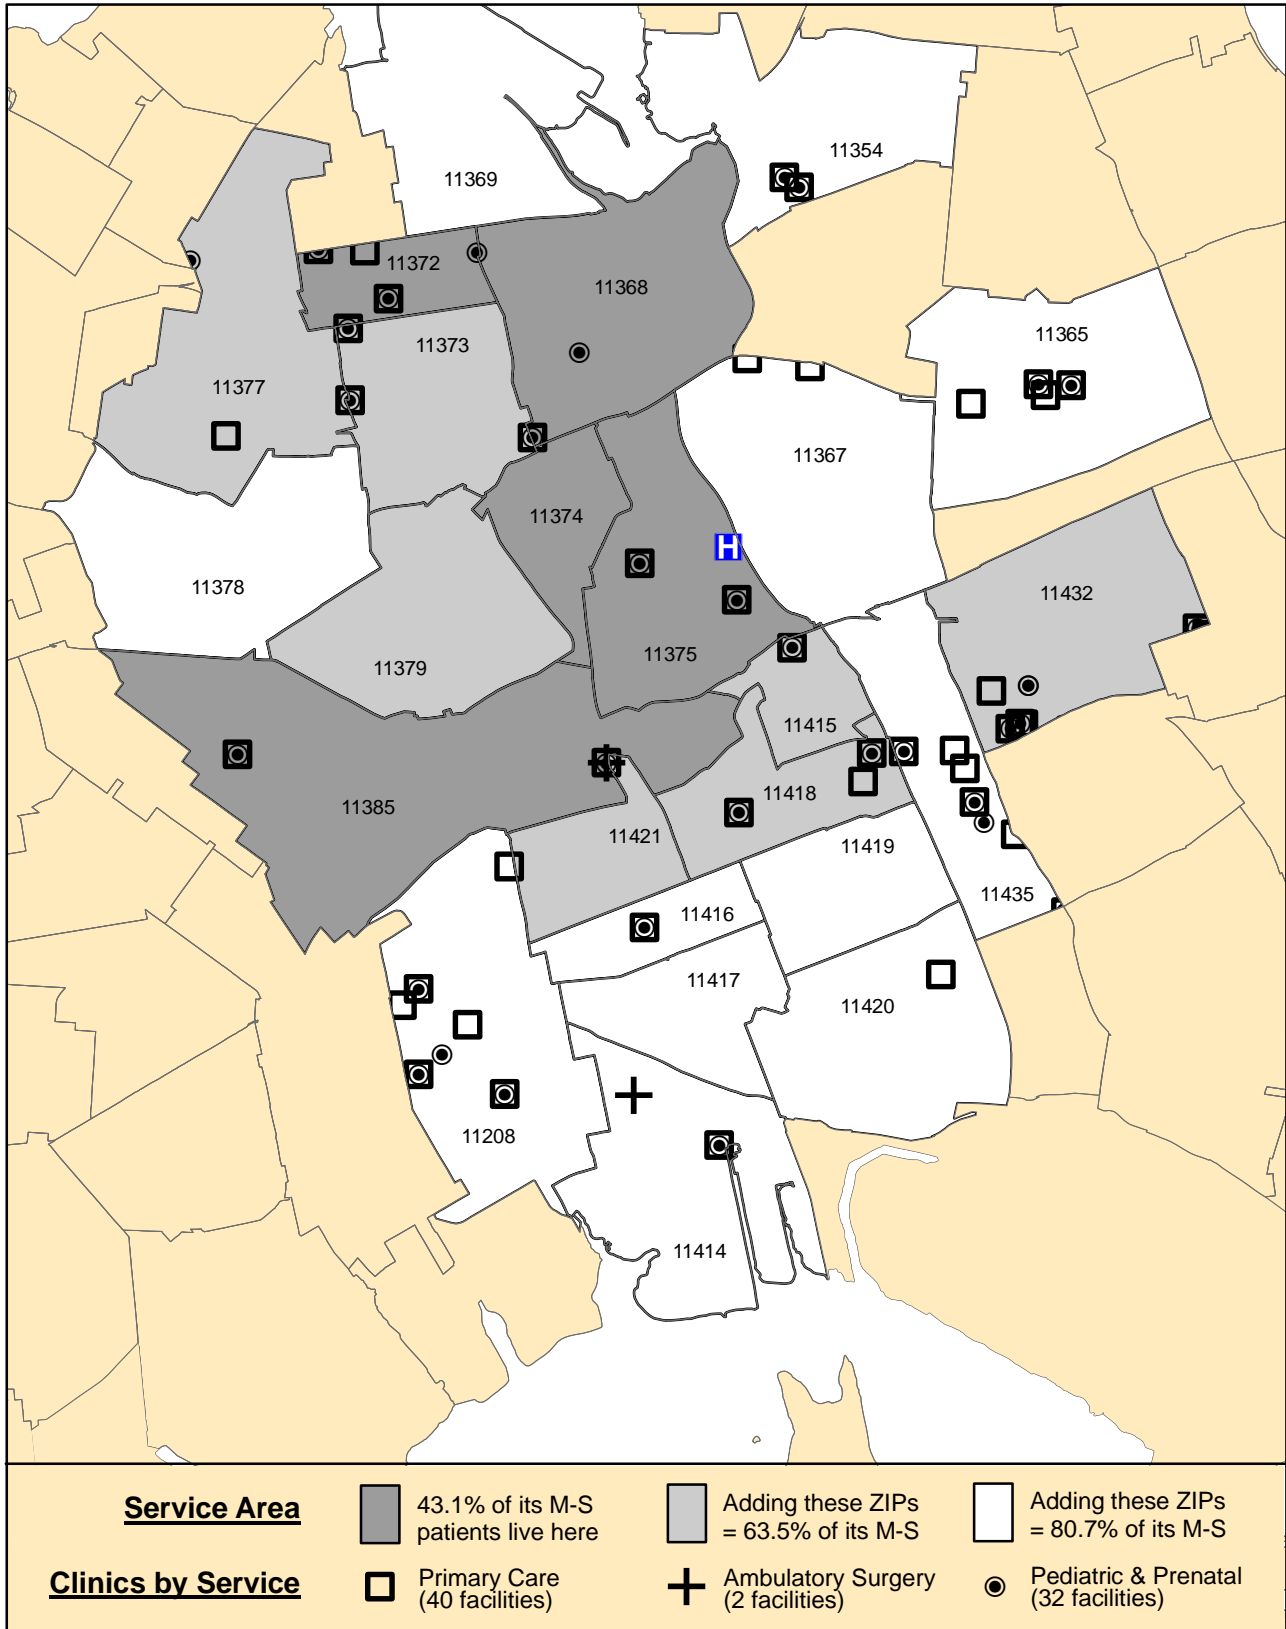 11354
11369
11372
11368
11365
11373
11377
11367
11374
H
11378
11432
11379
11375
11415
11418
11385
11421
11419
11435
11416
11417
11420
11208
11414
Service Area
43.1% of its M-S
patients live here
Adding these ZIPs
= 63.5% of its M-S
Adding these ZIPs
= 80.7% of its M-S
Clinics by Service
Primary Care
(40 facilities)
Ambulatory Surgery
(2 facilities)
Pediatric & Prenatal
(32 facilities)